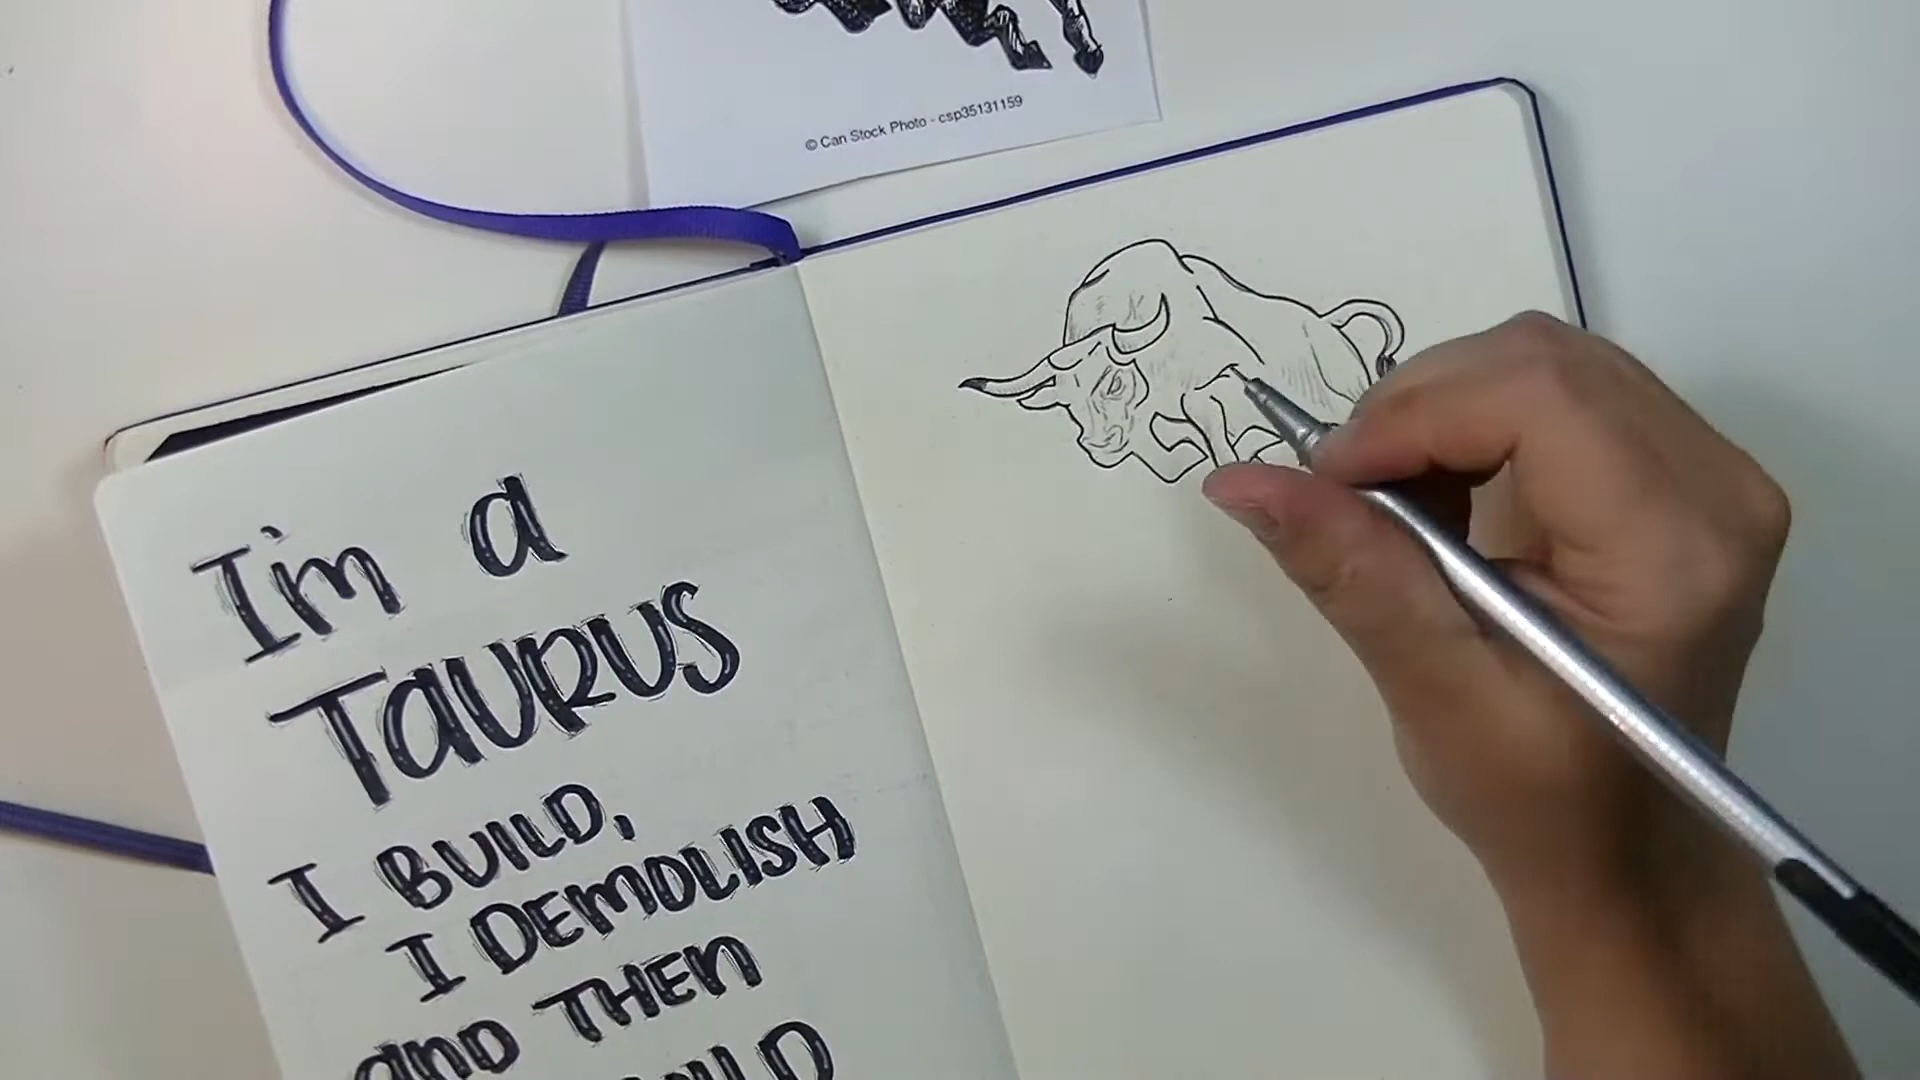 © Can Stock Photo - csp35131159
I'm a
TaURUS
I BUILD,
I DEMOLISH
anD THEn